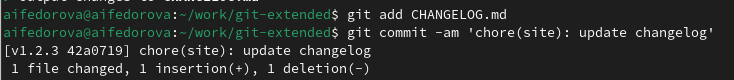 aifedorova@aifedorova:~/work/git-extended$ git add CHANGELOG.md
aifedorova@aifedorova:~/work/git-extended$ git commit -am 'chore(site): update changelog'
[v1.2.3 42a0719] chore(site): update changelog
 1 file changed, 1 insertion(+), 1 deletion(-)